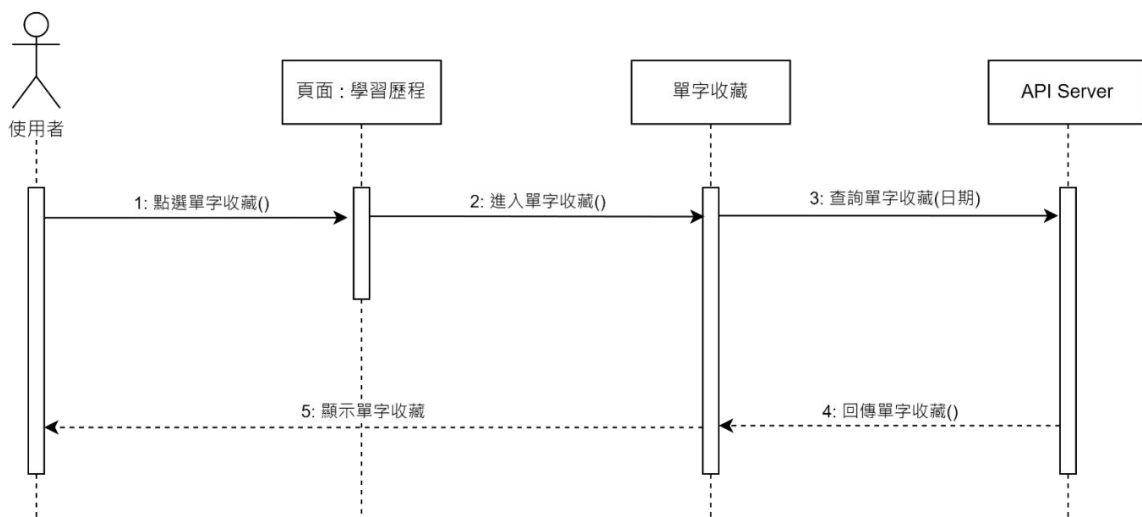 使用者
頁面 : 學習歷程
單字收藏
API Server
1: 點選單字收藏()
2: 進入單字收藏()
3: 查詢單字收藏(日期)
5: 顯示單字收藏
4: 回傳單字收藏()